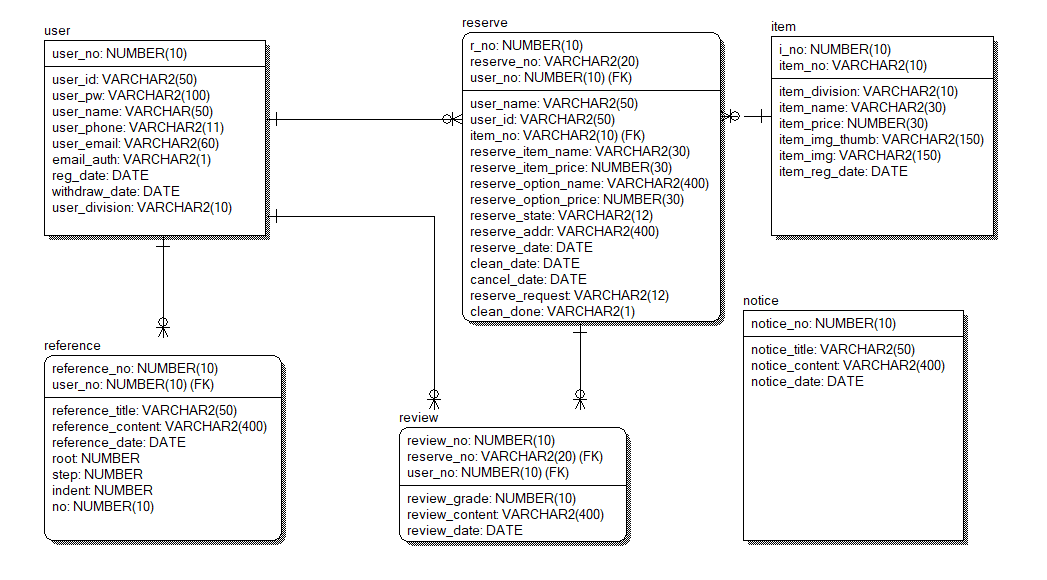 user
user_no: NUMBER(10)
user_id: VARCHAR2(50)
user_pw: VARCHAR2(100)
user_name: VARCHAR(50)
user_phone: VARCHAR2(11)
user_email: VARCHAR2(60)
email_auth: VARCHAR2(1)
reg_date: DATE
withdraw_date: DATE
user_division: VARCHAR2(10)
reserve
r_no: NUMBER(10)
reserve_no: VARCHAR2(20)
user_no: NUMBER(10) (FK)
user_name: VARCHAR2(50)
user_id: VARCHAR2(50)
item_no: VARCHAR2(10) (FK)
reserve_item_name: VARCHAR2(30)
reserve_item_price: NUMBER(30)
reserve_option_name: VARCHAR2(400)
reserve_option_price: NUMBER(30)
reserve_state: VARCHAR2(12)
reserve_addr: VARCHAR2(400)
reserve_date: DATE
clean_date: DATE
cancel_date: DATE
reserve_request: VARCHAR2(12)
clean_done: VARCHAR2(1)
item
i_no: NUMBER(10)
item_no: VARCHAR2(10)
item_division: VARCHAR2(10)
item_name: VARCHAR2(30)
item_price: NUMBER(30)
item_img_thumb: VARCHAR2(150)
item_img: VARCHAR2(150)
item_reg_date: DATE
reference
reference_no: NUMBER(10)
user_no: NUMBER(10) (FK)
reference_title: VARCHAR2(50)
reference_content: VARCHAR2(400)
reference_date: DATE
root: NUMBER
step: NUMBER
indent: NUMBER
no: NUMBER(10)
review
review_no: NUMBER(10)
reserve_no: VARCHAR2(20) (FK)
user_no: NUMBER(10) (FK)
review_grade: NUMBER(10)
review_content: VARCHAR2(400)
review_date: DATE
notice
notice_no: NUMBER(10)
notice_title: VARCHAR2(50)
notice_content: VARCHAR2(400)
notice_date: DATE